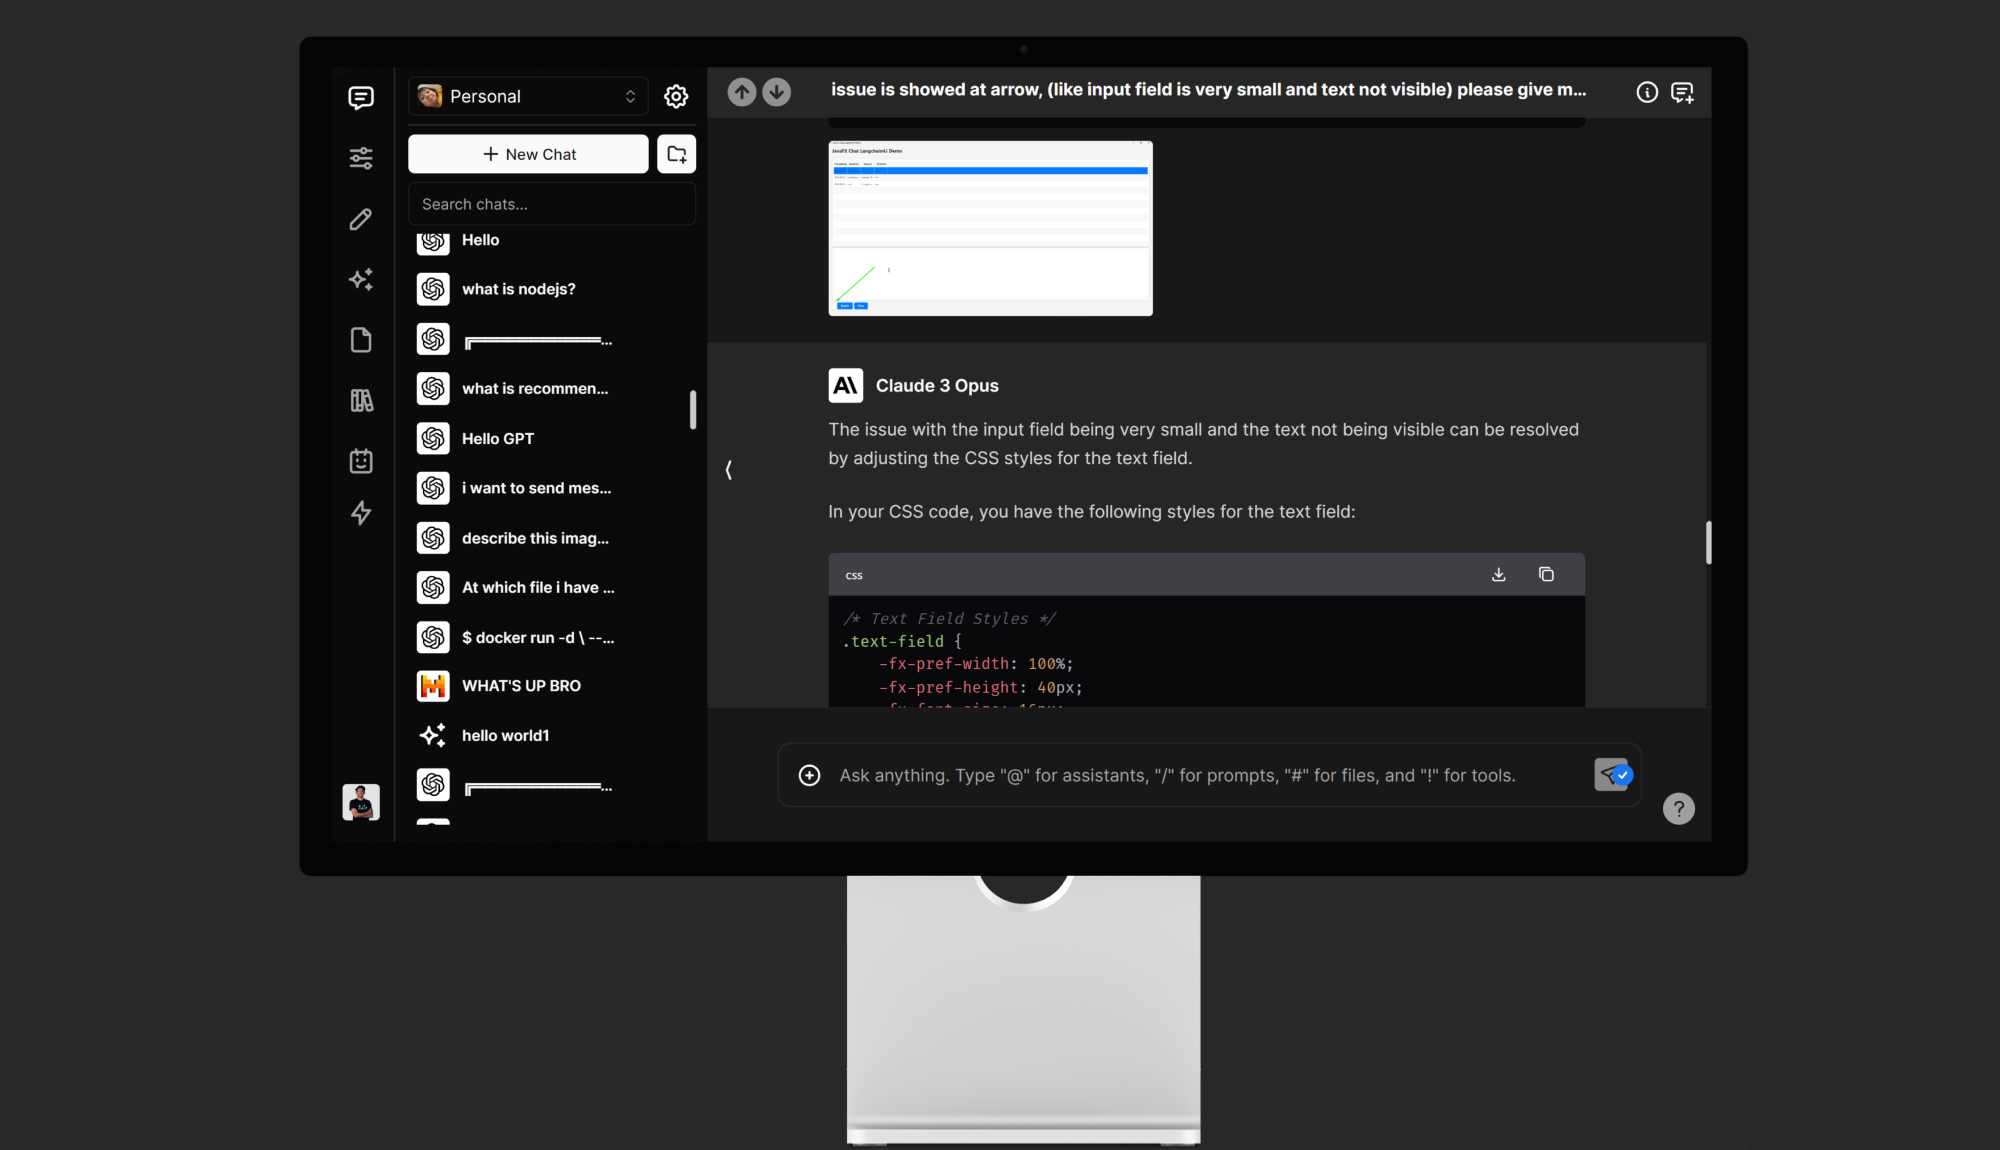 Personal
New Chat
Search chats...
Hello
what is nodejs?
╔═══════════════...
what is recommen...
Hello GPT
i want to send mes...
describe this imag...
At which file i have ...
$ docker run -d \ --...
WHAT'S UP BRO
hello world1
╔═══════════════...
issue is showed at arrow, (like input field is very small and text not visible) please give m...
JavaFX Chat Langchain4J Demo
Claude 3 Opus
The issue with the input field being very small and the text not being visible can be resolved
by adjusting the CSS styles for the text field.
In your CSS code, you have the following styles for the text field:
css
/* Text Field Styles */
.text-field {
-fx-pref-width: 100%;
-fx-pref-height: 40px;
Ask anything. Type "@" for assistants, "/" for prompts, "#" for files, and "!" for tools.
?